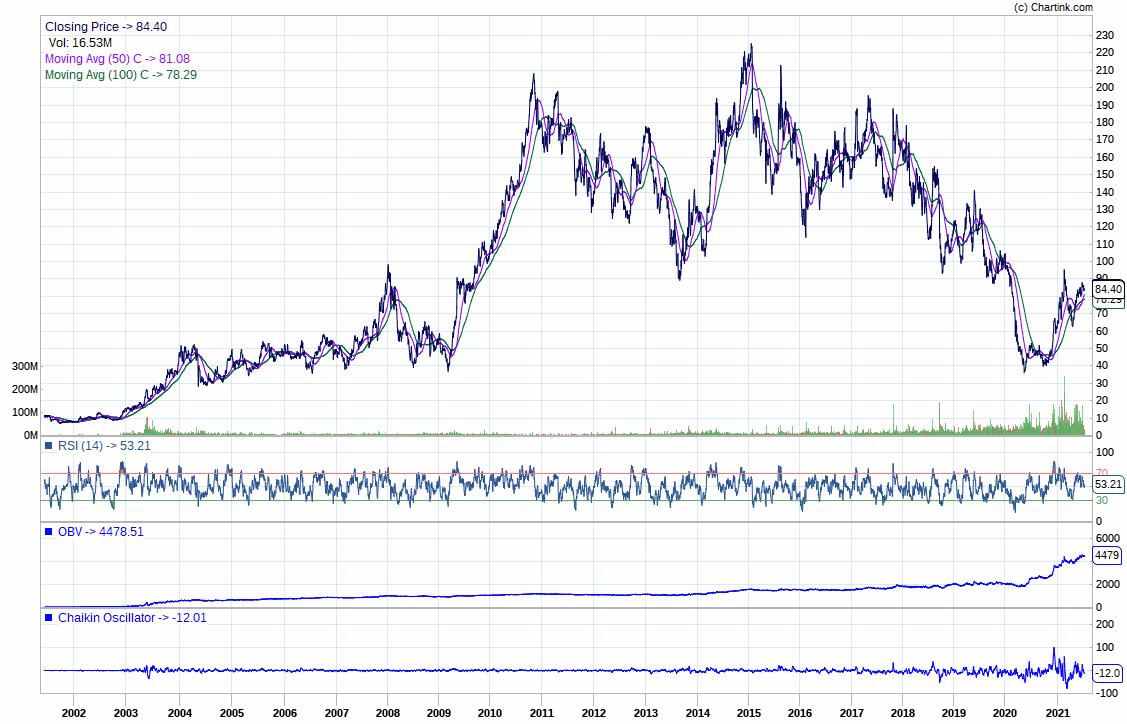 (c) Chartink.com
Closing Price -> 84.40
Vol: 16.53M
Moving Avg (50) C -> 81.08
Moving Avg (100) C -> 78.29
230
220
210
200
190
180
170
160
150
140
130
120
110
100
90
84.40
78.29
70
60
50
40
30
20
10
0
300M
200M
100M
0M
RSI (14) -> 53.21
100
70
53.21
30
0
OBV -> 4478.51
6000
4479
2000
0
Chaikin Oscillator -> -12.01
200
100
-12.0
-100
2002 2003 2004 2005 2006 2007 2008 2009 2010 2011 2012 2013 2014 2015 2016 2017 2018 2019 2020 2021